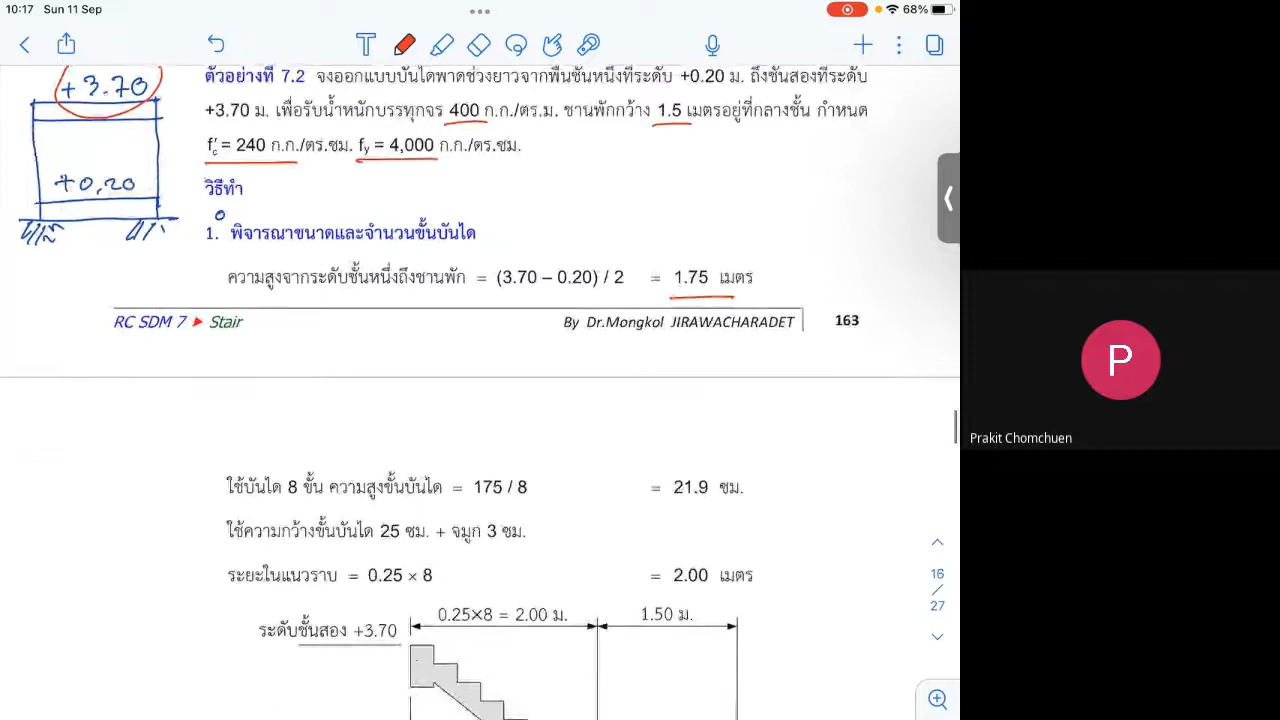 10:17 Sun 11 Sep
68%
+3.70
+0.20
ตัวอย่างที่ 7.2 จงออกแบบบันไดพาดช่วงยาวจากพื้นชั้นหนึ่งที่ระดับ +0.20 ม. ถึงชั้นสองที่ระดับ
+3.70 ม. เพื่อรับน้ำหนักบรรทุกจร 400 ก.ก./ตร.ม. ชานพักกว้าง 1.5 เมตรอยู่ที่กลางชั้น กำหนด
f′c = 240 ก.ก./ตร.ซม. fy = 4,000 ก.ก./ตร.ซม.
วิธีทำ
1. พิจารณาขนาดและจำนวนขั้นบันได
ความสูงจากระดับชั้นหนึ่งถึงชานพัก = (3.70 – 0.20) / 2 = 1.75 เมตร
RC SDM 7 ▶ Stair By Dr.Mongkol JIRAWACHARADET 163
ใช้บันได 8 ขั้น ความสูงขั้นบันได = 175 / 8 = 21.9 ซม.
ใช้ความกว้างขั้นบันได 25 ซม. + จมูก 3 ซม.
ระยะในแนวราบ = 0.25 × 8 = 2.00 เมตร
0.25×8 = 2.00 ม. 1.50 ม.
ระดับชั้นสอง +3.70
16
/
27
P
Prakit Chomchuen